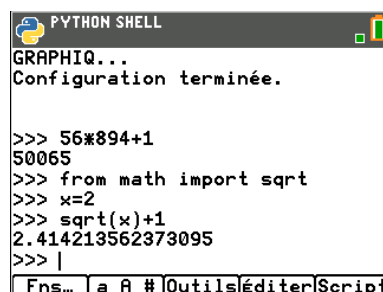 PYTHON SHELL
GRAPHIQ...
Configuration terminée.
>>> 56*894+1
50065
>>> from math import sqrt
>>> x=2
>>> sqrt(x)+1
2.414213562373095
>>> |
Fns… a A # Outils éditer Script